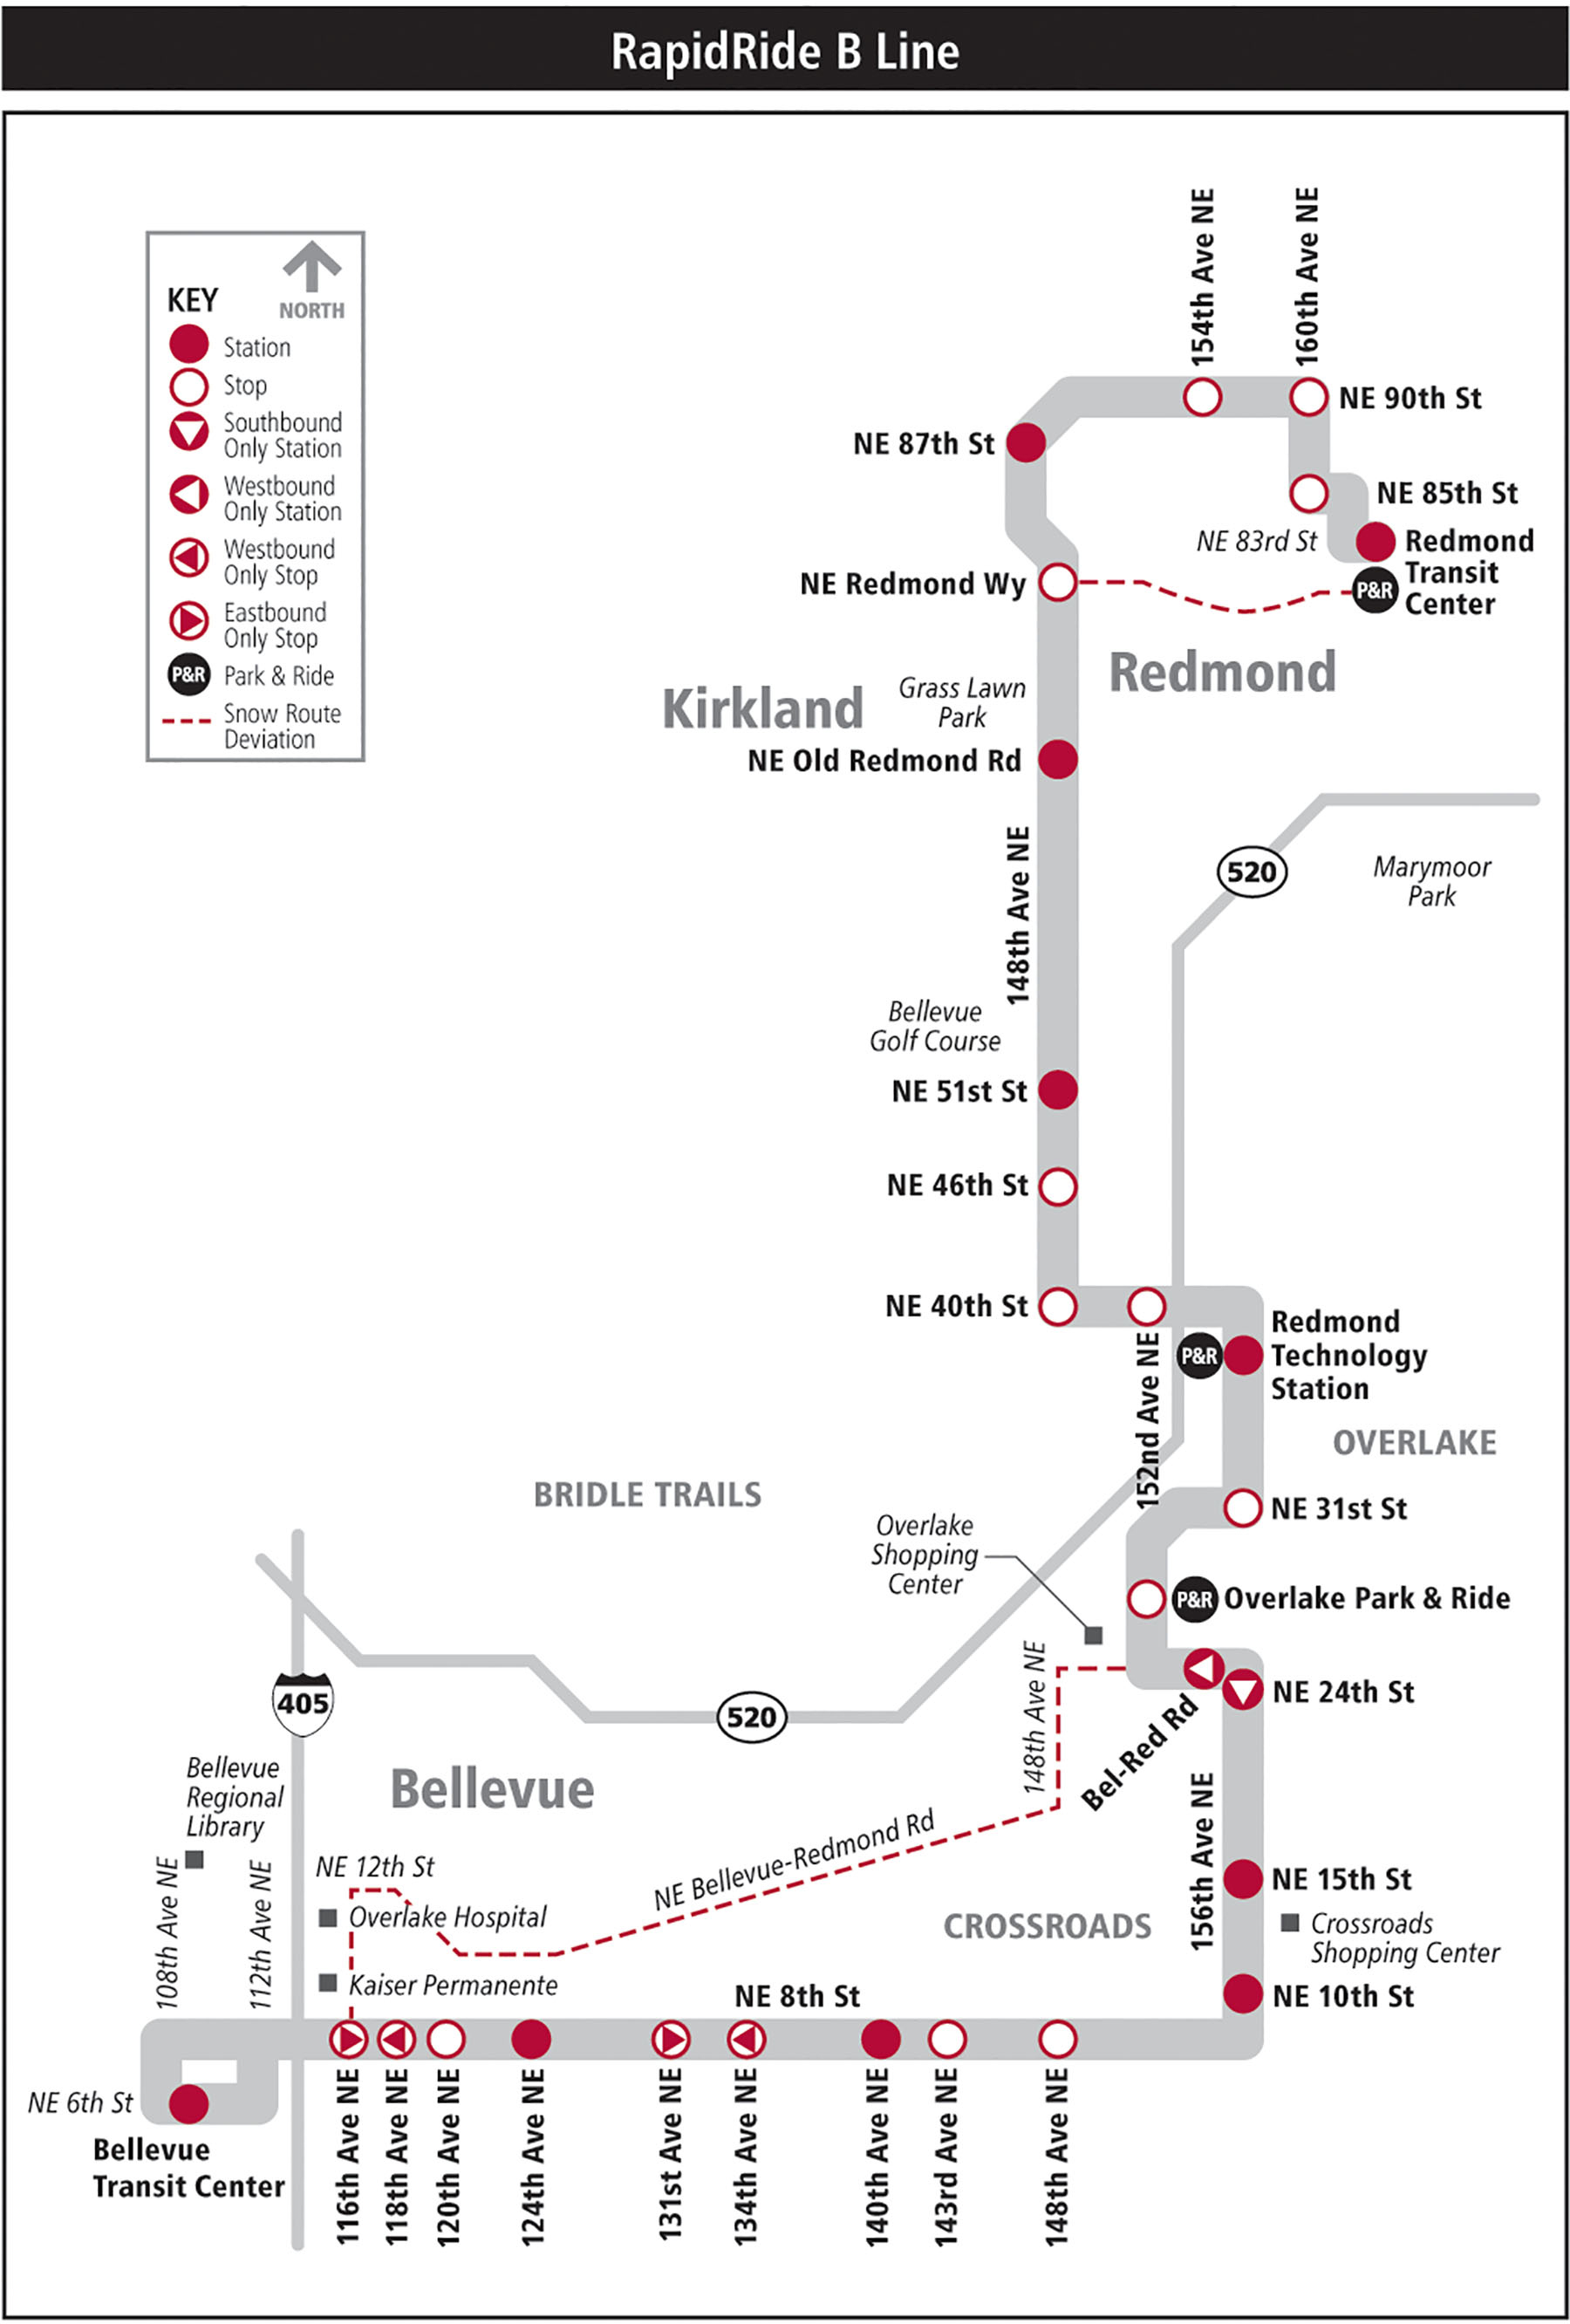 RapidRide B Line
KEY
NORTH
Station
Stop
Southbound
Only Station
Westbound
Only Station
Westbound
Only Stop
Eastbound
Only Stop
P&R Park & Ride
Snow Route
Deviation
154th Ave NE
160th Ave NE
NE 90th St
NE 87th St
NE 85th St
NE 83rd St
Redmond
Transit
Center
P&R
NE Redmond Wy
Redmond
Kirkland
Grass Lawn
Park
NE Old Redmond Rd
148th Ave NE
520
Marymoor
Park
Bellevue
Golf Course
NE 51st St
NE 46th St
NE 40th St
152nd Ave NE
P&R
Redmond
Technology
Station
OVERLAKE
BRIDLE TRAILS
NE 31st St
Overlake
Shopping
Center
P&R Overlake Park & Ride
148th Ave NE
Bel-Red Rd
NE 24th St
405
520
Bellevue
Regional
Library
Bellevue
NE Bellevue-Redmond Rd
156th Ave NE
108th Ave NE
112th Ave NE
NE 12th St
Overlake Hospital
Kaiser Permanente
CROSSROADS
NE 15th St
Crossroads
Shopping Center
NE 8th St
NE 10th St
NE 6th St
Bellevue
Transit Center
116th Ave NE
118th Ave NE
120th Ave NE
124th Ave NE
131st Ave NE
134th Ave NE
140th Ave NE
143rd Ave NE
148th Ave NE